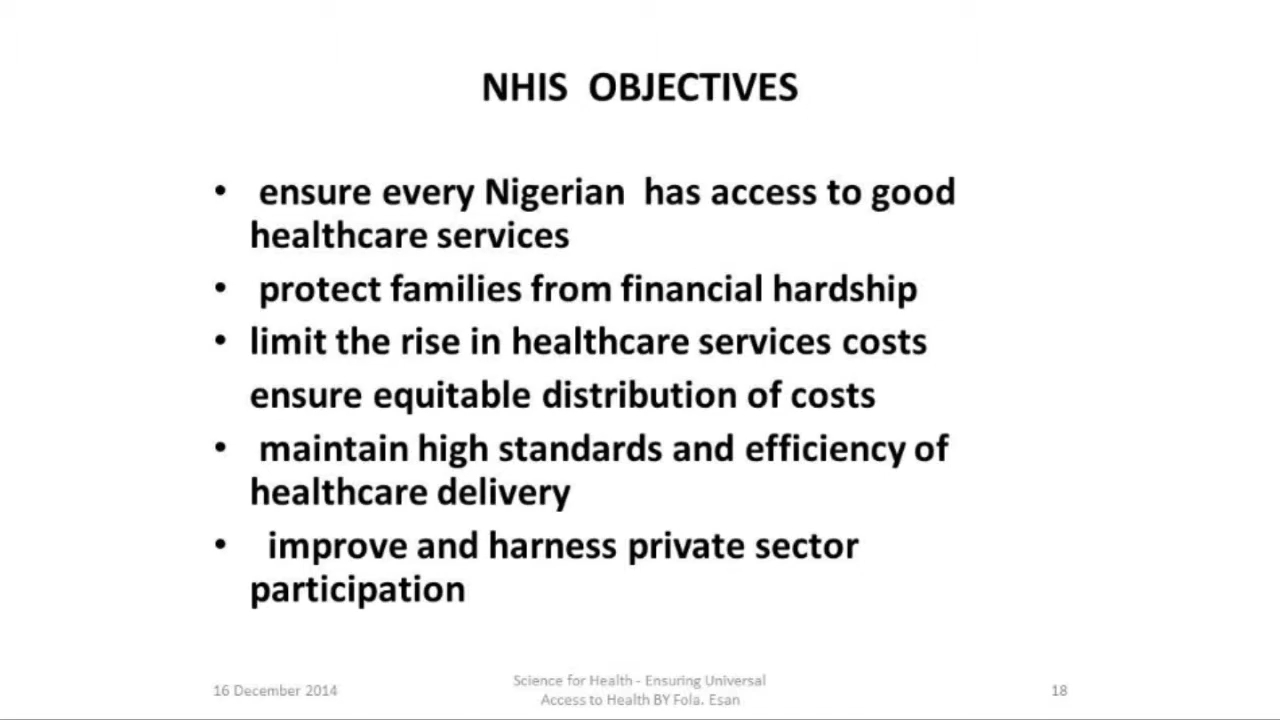 NHIS OBJECTIVES
• ensure every Nigerian has access to good
healthcare services
• protect families from financial hardship
• limit the rise in healthcare services costs
ensure equitable distribution of costs
• maintain high standards and efficiency of
healthcare delivery
• improve and harness private sector
participation
16 December 2014
Science for Health - Ensuring Universal
Access to Health BY Fola. Esan
18